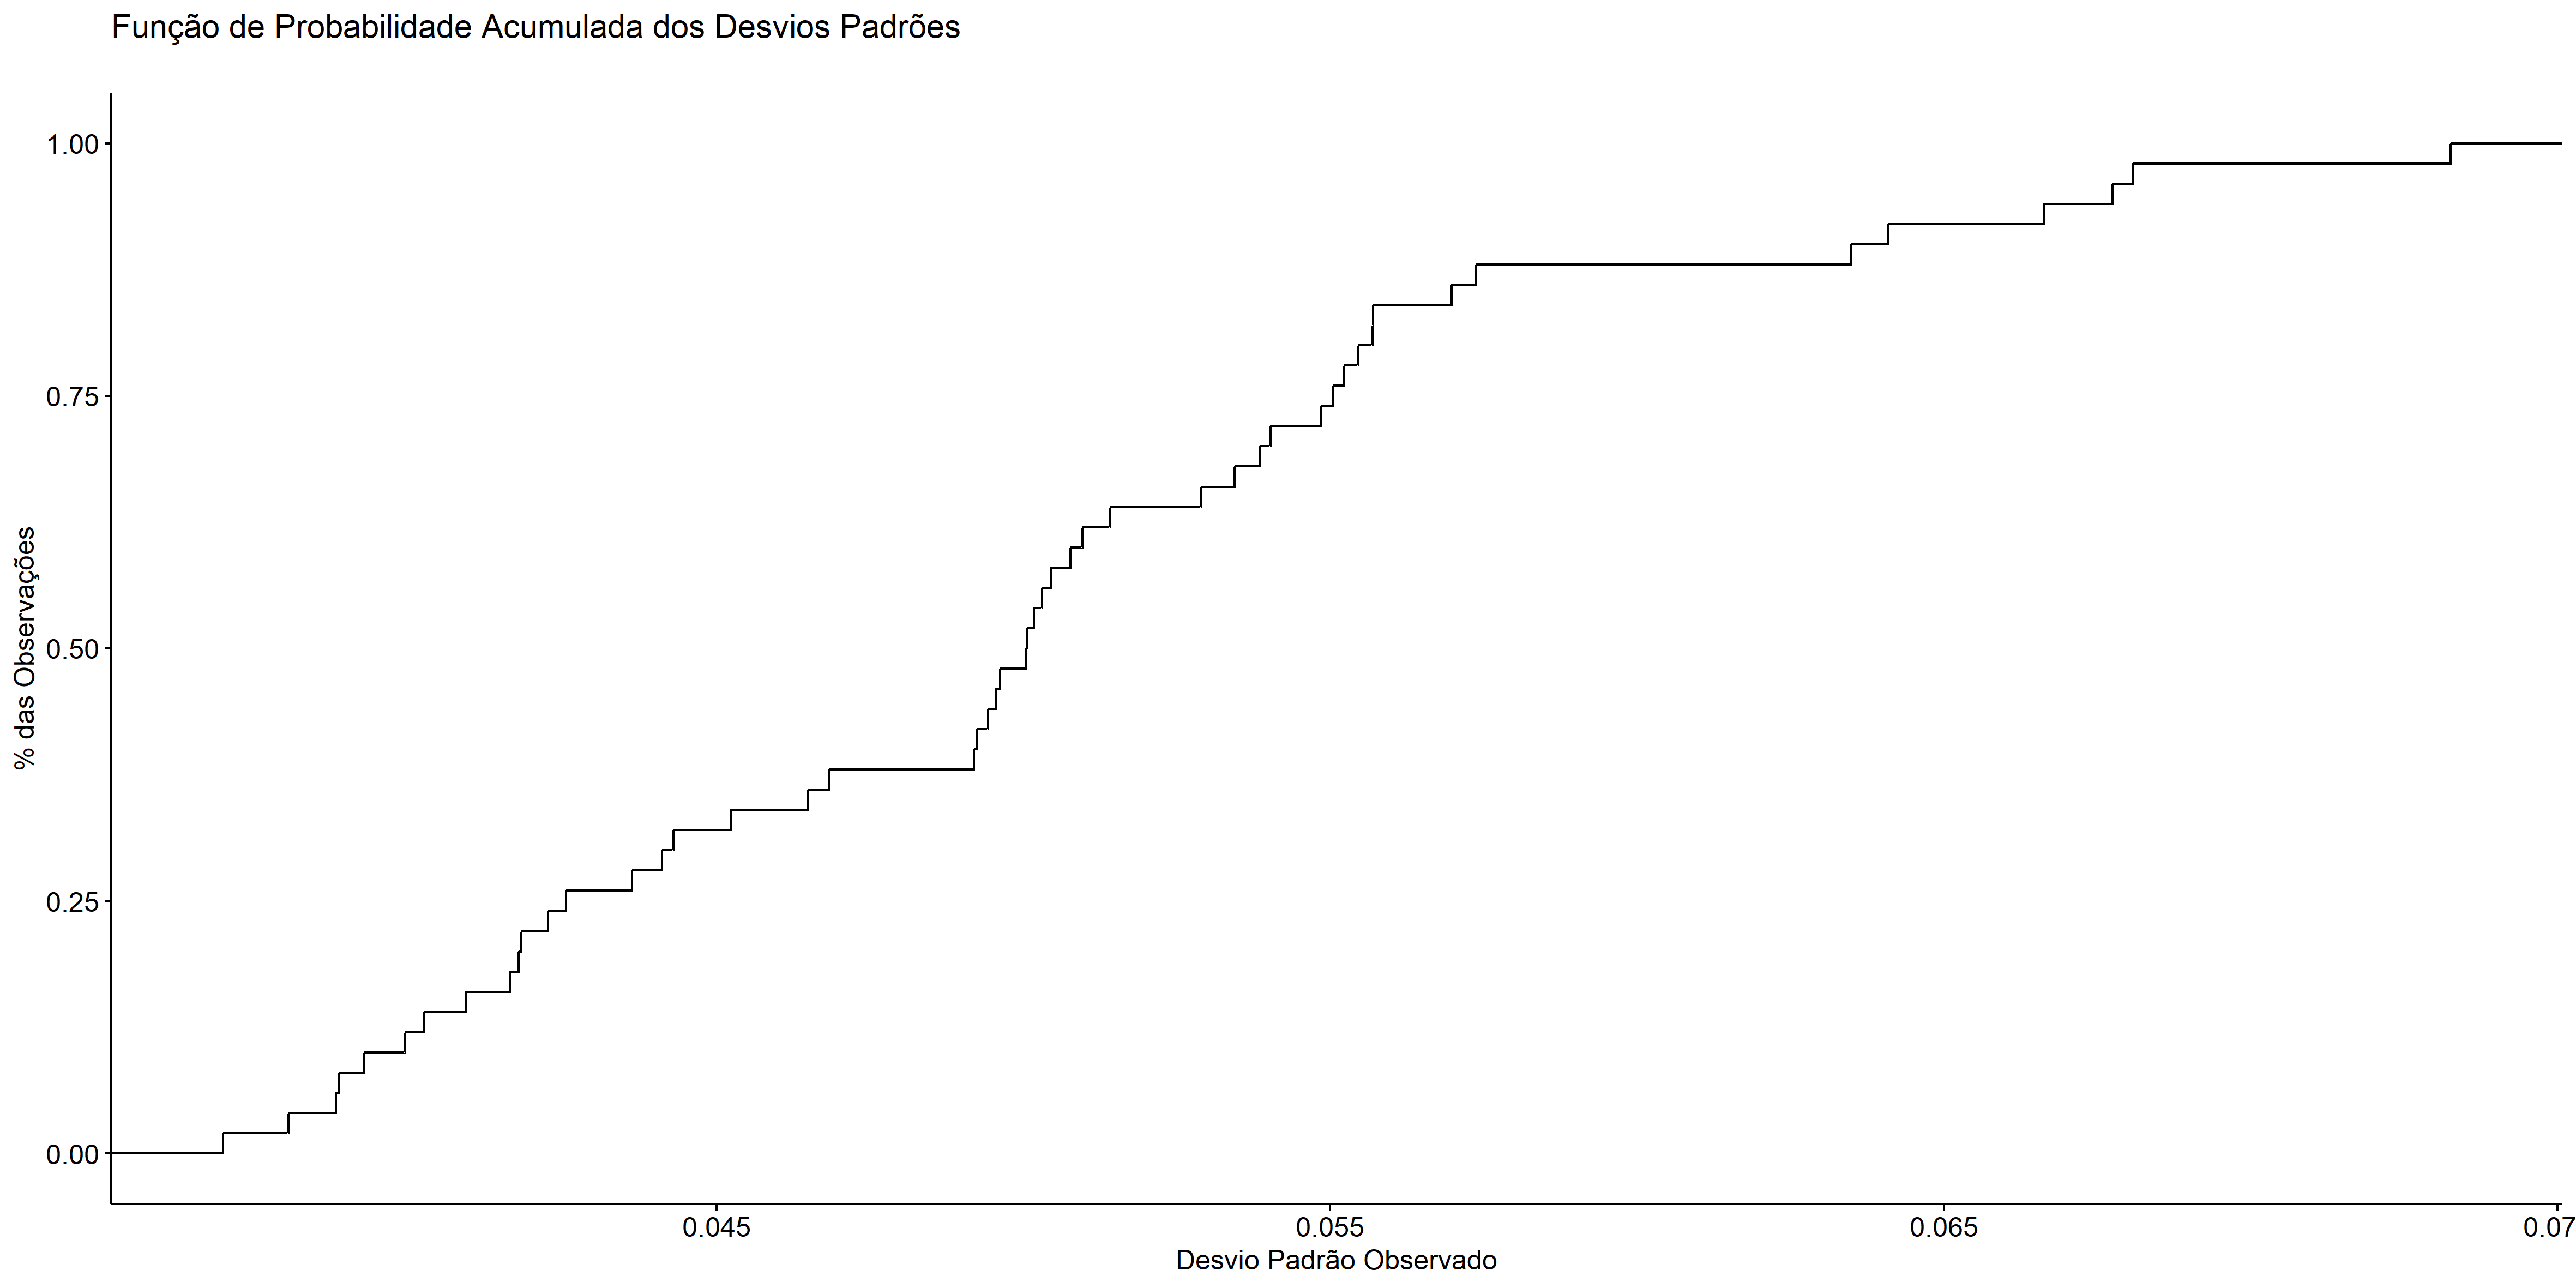 Função de Probabilidade Acumulada dos Desvios Padrões
1.00
0.75
0.50
0.25
0.00
% das Observações
0.045 0.055 0.065 0.07
Desvio Padrão Observado